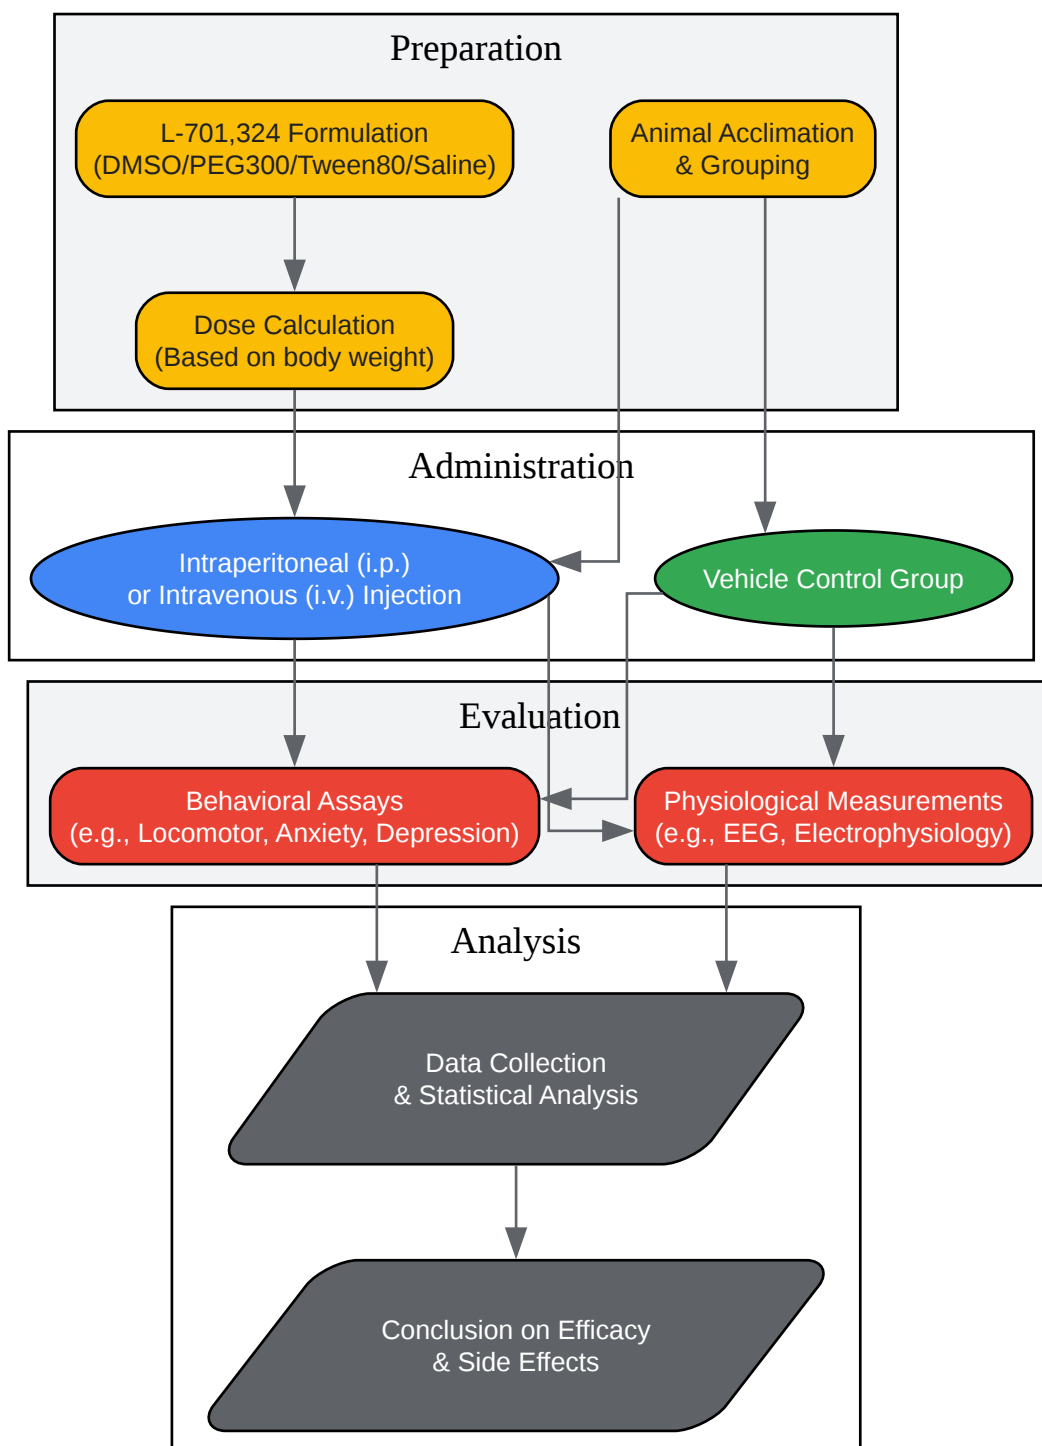 Preparation
L-701,324 Formulation
(DMSO/PEG300/Tween80/Saline)
Animal Acclimation
& Grouping
Dose Calculation
(Based on body weight)
Administration
Intraperitoneal (i.p.)
or Intravenous (i.v.) Injection
Vehicle Control Group
Evaluation
Behavioral Assays
(e.g., Locomotor, Anxiety, Depression)
Physiological Measurements
(e.g., EEG, Electrophysiology)
Analysis
Data Collection
& Statistical Analysis
Conclusion on Efficacy
& Side Effects